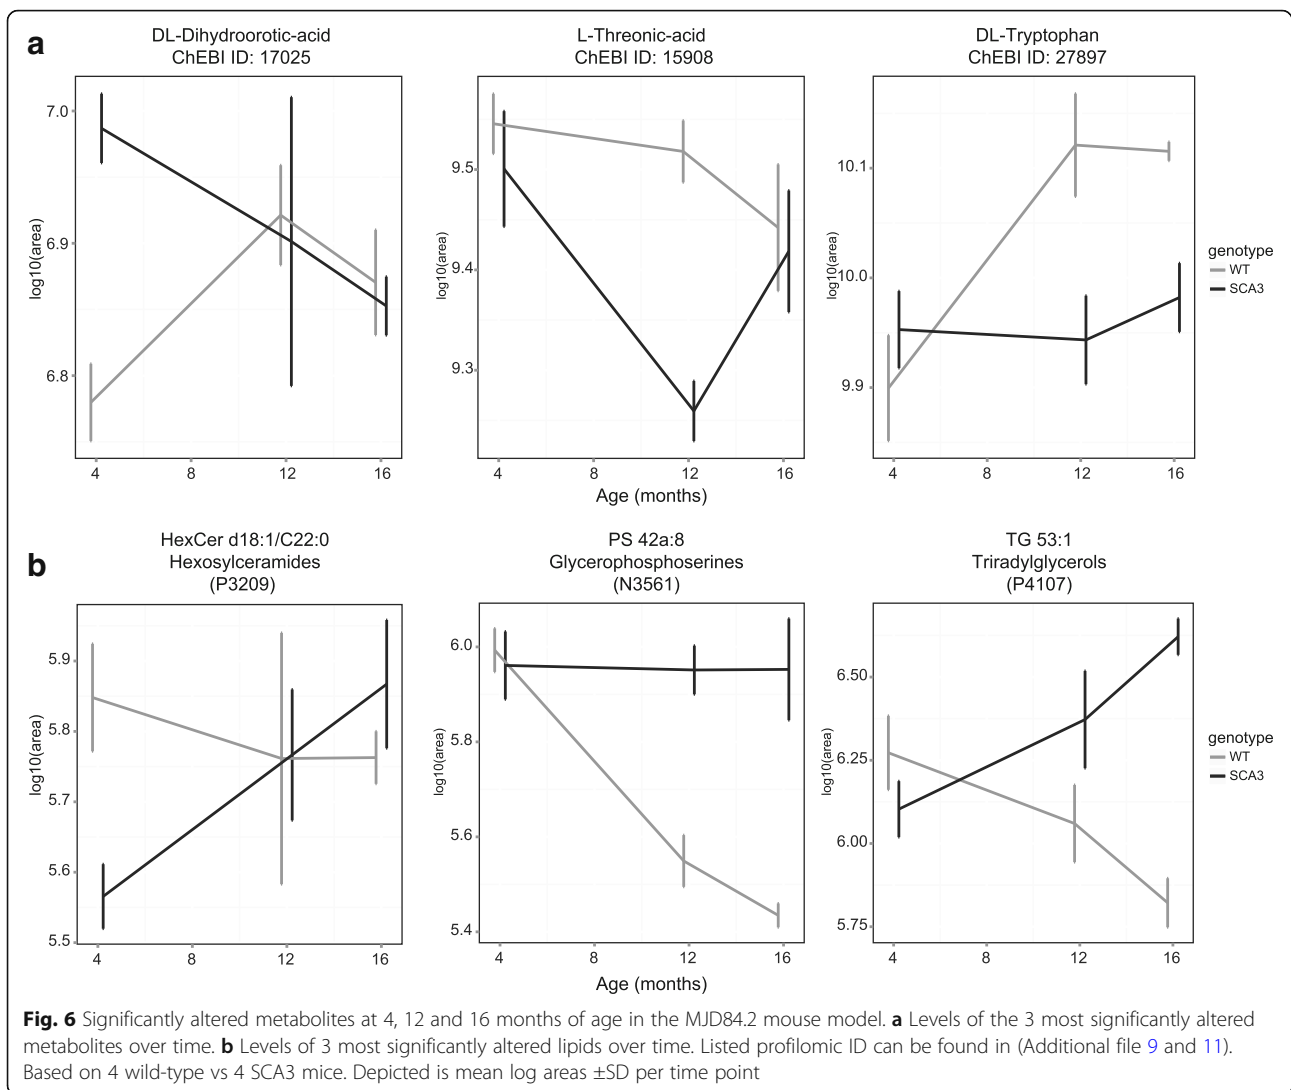 a
DL-Dihydroorotic-acid
ChEBI ID: 17025
L-Threonic-acid
ChEBI ID: 15908
DL-Tryptophan
ChEBI ID: 27897
log10(area)
7.0
6.9
6.8
4 8 12 16
log10(area)
9.5
9.4
9.3
4 8 12 16
log10(area)
10.1
10.0
9.9
4 8 12 16
genotype
WT
SCA3
Age (months)
b
HexCer d18:1/C22:0
Hexosylceramides
(P3209)
PS 42a:8
Glycerophosphoserines
(N3561)
TG 53:1
Triradylglycerols
(P4107)
log10(area)
5.9
5.8
5.7
5.6
5.5
4 8 12 16
log10(area)
6.0
5.8
5.6
5.4
4 8 12 16
log10(area)
6.50
6.25
6.00
5.75
4 8 12 16
genotype
WT
SCA3
Age (months)
Fig. 6 Significantly altered metabolites at 4, 12 and 16 months of age in the MJD84.2 mouse model. a Levels of the 3 most significantly altered
metabolites over time. b Levels of 3 most significantly altered lipids over time. Listed profilomic ID can be found in (Additional file 9 and 11).
Based on 4 wild-type vs 4 SCA3 mice. Depicted is mean log areas ±SD per time point